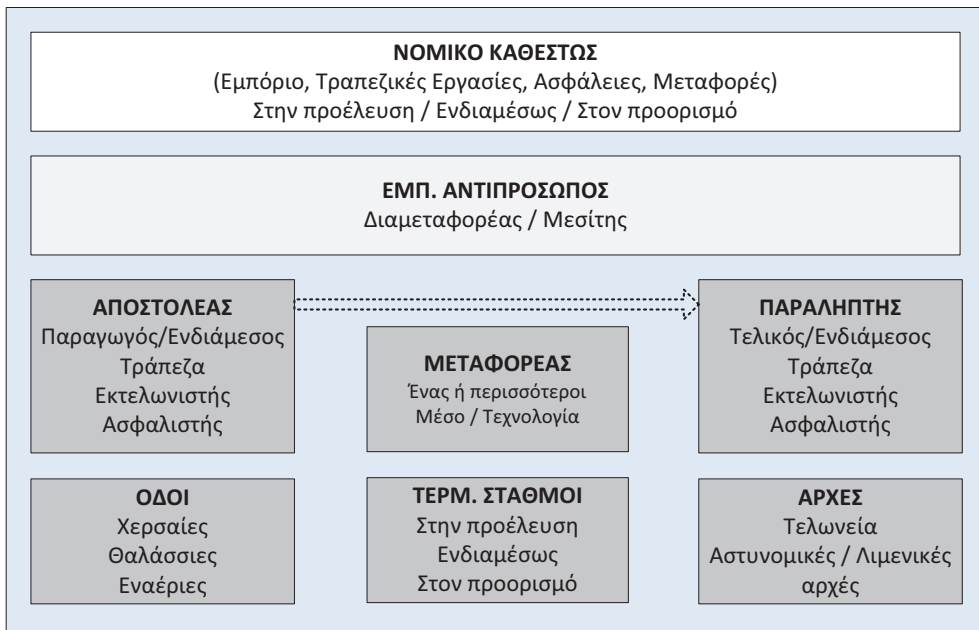 ΝΟΜΙΚΟ ΚΑΘΕΣΤΩΣ
(Εμπόριο, Τραπεζικές Εργασίες, Ασφάλειες, Μεταφορές)
Στην προέλευση / Ενδιαμέσως / Στον προορισμό
ΕΜΠ. ΑΝΤΙΠΡΟΣΩΠΟΣ
Διαμεταφορέας / Μεσίτης
ΑΠΟΣΤΟΛΕΑΣ
Παραγωγός/Ενδιάμεσος
Τράπεζα
Εκτελωνιστής
Ασφαλιστής
ΜΕΤΑΦΟΡΕΑΣ
Ένας ή περισσότεροι
Μέσο / Τεχνολογία
ΠΑΡΑΛΗΠΤΗΣ
Τελικός/Ενδιάμεσος
Τράπεζα
Εκτελωνιστής
Ασφαλιστής
ΟΔΟΙ
Χερσαίες
Θαλάσσιες
Εναέριες
ΤΕΡΜ. ΣΤΑΘΜΟΙ
Στην προέλευση
Ενδιαμέσως
Στον προορισμό
ΑΡΧΕΣ
Τελωνεία
Αστυνομικές / Λιμενικές
αρχές